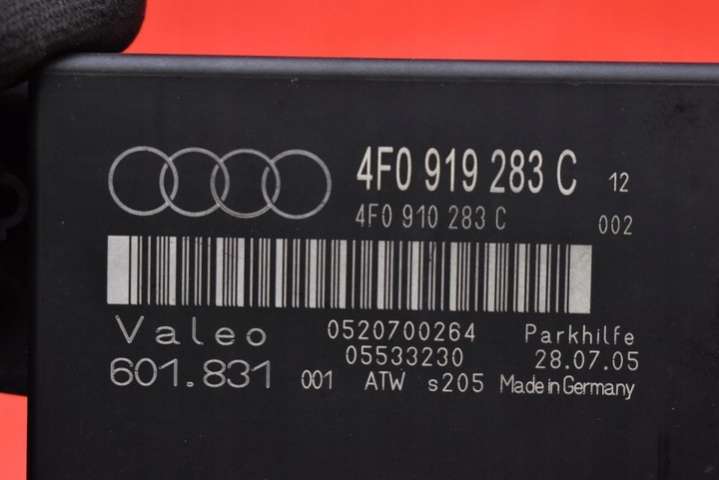 4F0 919 283 C 12
4F0 910 283 C 002
Valeo 0520700264 Parkhilfe
05533230 28.07.05
601.831 001 ATW s205 Made in Germany